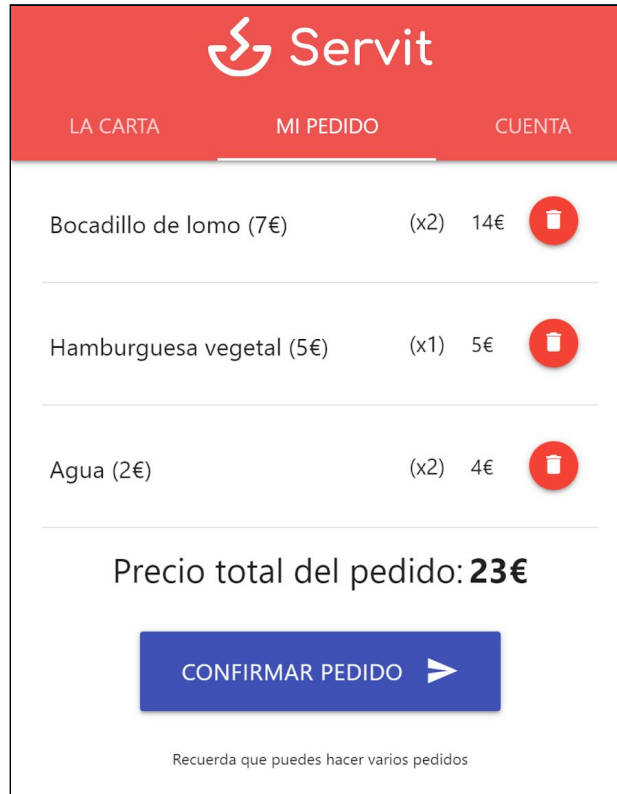 Servit
LA CARTA MI PEDIDO CUENTA
Bocadillo de lomo (7€) (x2) 14€
Hamburguesa vegetal (5€) (x1) 5€
Agua (2€) (x2) 4€
Precio total del pedido: 23€
CONFIRMAR PEDIDO
Recuerda que puedes hacer varios pedidos